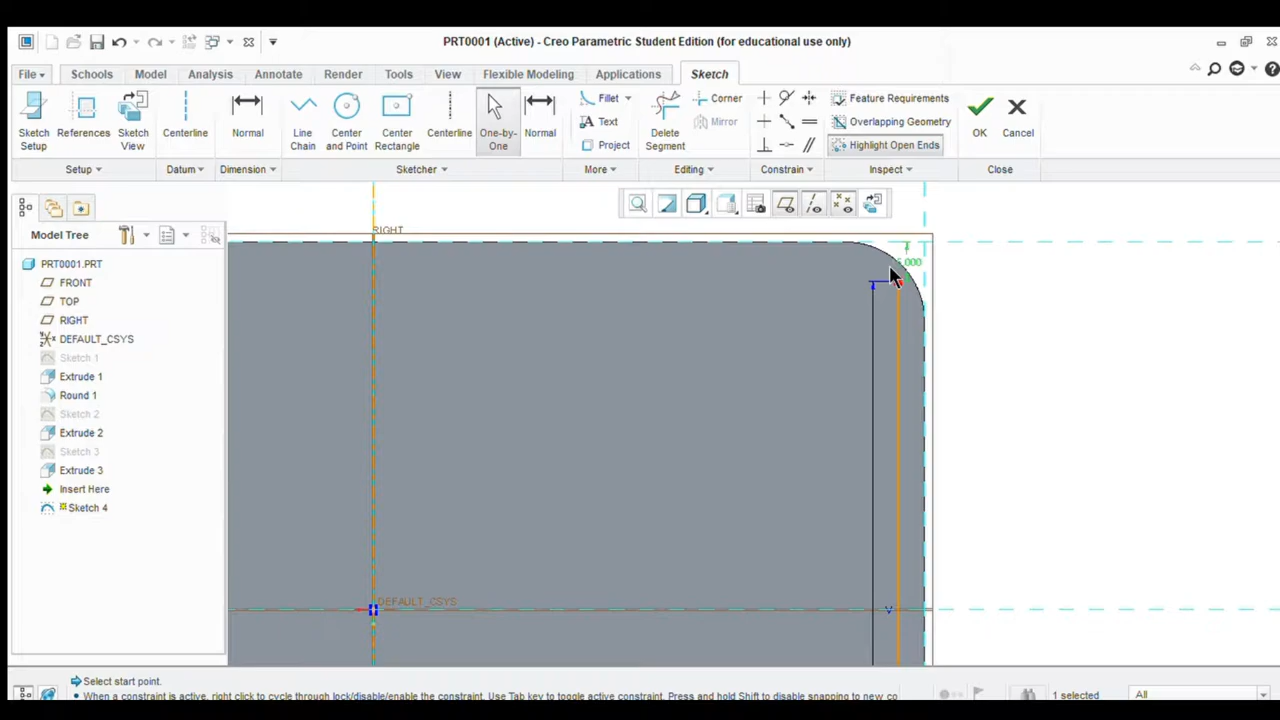 PRT0001 (Active) - Creo Parametric Student Edition (for educational use only)
File Schools Model Analysis Annotate Render Tools View Flexible Modeling Applications Sketch
Sketch Setup
References
Sketch View
Centerline
Normal
Line Chain
Center and Point
Center Rectangle
Centerline
One-by-One
Normal
Fillet
Text
Project
Delete Segment
Corner
Mirror
Feature Requirements
Overlapping Geometry
Highlight Open Ends
OK
Cancel
Setup Datum Dimension Sketcher More Editing Constrain Inspect Close
Model Tree
PRT0001.PRT
FRONT
TOP
RIGHT
DEFAULT_CSYS
Sketch 1
Extrude 1
Round 1
Sketch 2
Extrude 2
Sketch 3
Extrude 3
Insert Here
Sketch 4
RIGHT
.000
V
DEFAULT_CSYS
V
Select start point.
• When a constraint is active, right click to cycle through lock/disable/enable the constraint. Use Tab key to toggle active constraint. Press and hold Shift to disable snapping to new co
1 selected
All